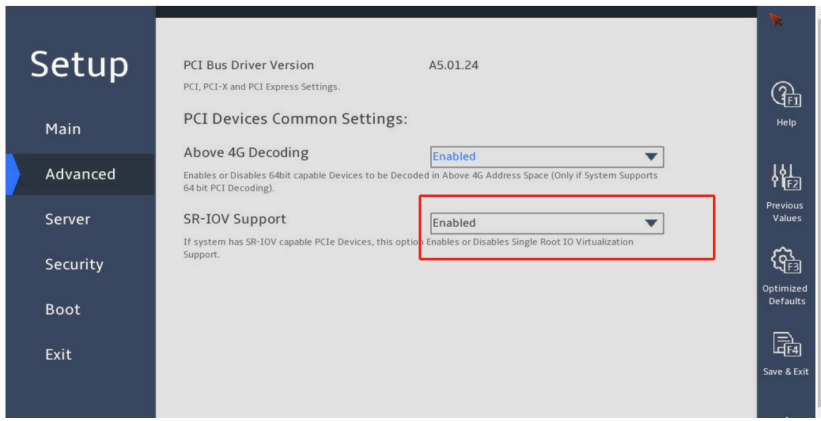 Setup
Main
Advanced
Server
Security
Boot
Exit
PCI Bus Driver Version A5.01.24
PCI, PCI-X and PCI Express Settings.
PCI Devices Common Settings:
Above 4G Decoding Enabled
Enables or Disables 64bit capable Devices to be Decoded in Above 4G Address Space (Only if System Supports
64 bit PCI Decoding).
SR-IOV Support Enabled
If system has SR-IOV capable PCIe Devices, this option Enables or Disables Single Root IO Virtualization
Support.
F1
Help
F2
Previous
Values
F3
Optimized
Defaults
F4
Save & Exit